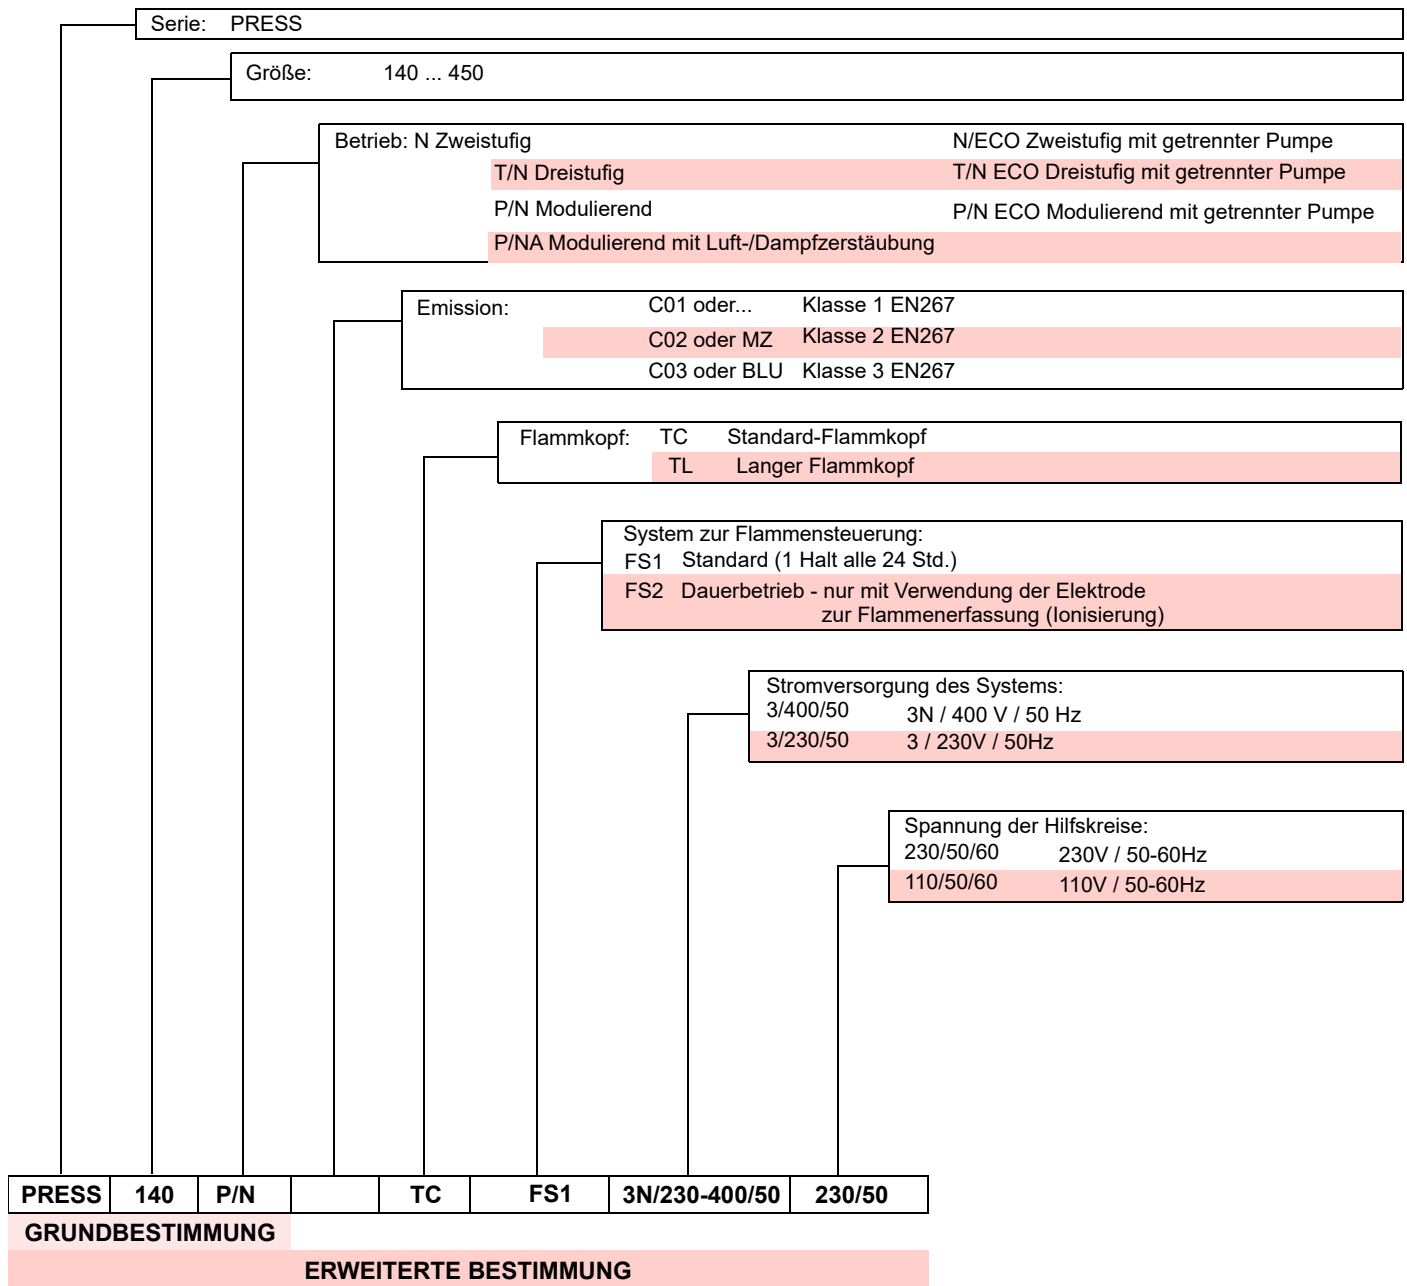 Serie: PRESS
Größe: 140 ... 450
Betrieb: N Zweistufig N/ECO Zweistufig mit getrennter Pumpe
T/N Dreistufig T/N ECO Dreistufig mit getrennter Pumpe
P/N Modulierend P/N ECO Modulierend mit getrennter Pumpe
P/NA Modulierend mit Luft-/Dampfzerstäubung
Emission: C01 oder... Klasse 1 EN267
C02 oder MZ Klasse 2 EN267
C03 oder BLU Klasse 3 EN267
Flammkopf: TC Standard-Flammkopf
TL Langer Flammkopf
System zur Flammensteuerung:
FS1 Standard (1 Halt alle 24 Std.)
FS2 Dauerbetrieb - nur mit Verwendung der Elektrode
zur Flammenerfassung (Ionisierung)
Stromversorgung des Systems:
3/400/50 3N / 400 V / 50 Hz
3/230/50 3 / 230V / 50Hz
Spannung der Hilfskreise:
230/50/60 230V / 50-60Hz
110/50/60 110V / 50-60Hz
PRESS 140 P/N TC FS1 3N/230-400/50 230/50
GRUNDBESTIMMUNG
ERWEITERTE BESTIMMUNG